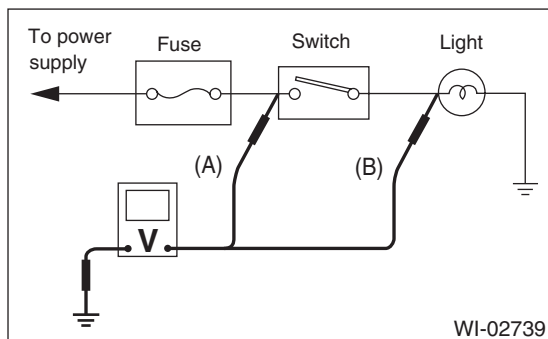 To power
supply
Fuse
Switch
Light
(A)
(B)
V
WI-02739